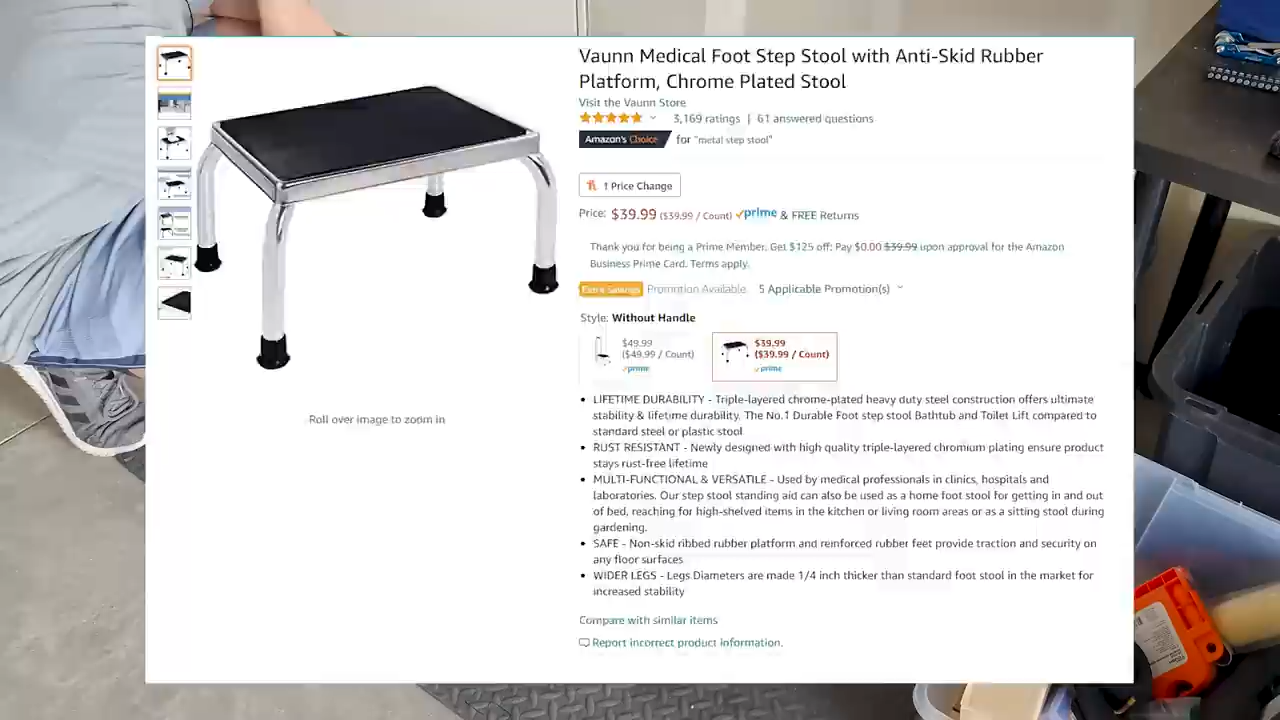 Vaunn Medical Foot Step Stool with Anti-Skid Rubber
Platform, Chrome Plated Stool
Visit the Vaunn Store
3,169 ratings | 61 answered questions
Amazon's Choice for "metal step stool"
1 Price Change
Price: $39.99 ($39.99 / Count) prime & FREE Returns
Thank you for being a Prime Member. Get $125 off: Pay $0.00 $39.99 upon approval for the Amazon
Business Prime Card. Terms apply.
Extra Savings Promotion Available. 5 Applicable Promotion(s)
Style: Without Handle
$49.99
($49.99 / Count)
prime
$39.99
($39.99 / Count)
prime
• LIFETIME DURABILITY - Triple-layered chrome-plated heavy duty steel construction offers ultimate
stability & lifetime durability. The No.1 Durable Foot step stool Bathtub and Toilet Lift compared to
standard steel or plastic stool
• RUST RESISTANT - Newly designed with high quality triple-layered chromium plating ensure product
stays rust-free lifetime
• MULTI-FUNCTIONAL & VERSATILE - Used by medical professionals in clinics, hospitals and
laboratories. Our step stool standing aid can also be used as a home foot stool for getting in and out
of bed, reaching for high-shelved items in the kitchen or living room areas or as a sitting stool during
gardening.
• SAFE - Non-skid ribbed rubber platform and reinforced rubber feet provide traction and security on
any floor surfaces
• WIDER LEGS - Legs Diameters are made 1/4 inch thicker than standard foot stool in the market for
increased stability
Roll over image to zoom in
Compare with similar items
Report incorrect product information.